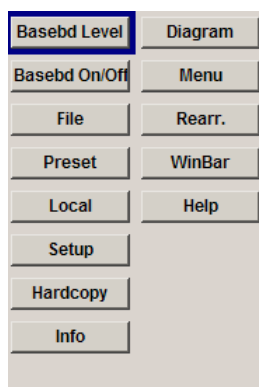 Basebd Level Diagram
Basebd On/Off Menu
File Rearr.
Preset WinBar
Local Help
Setup
Hardcopy
Info